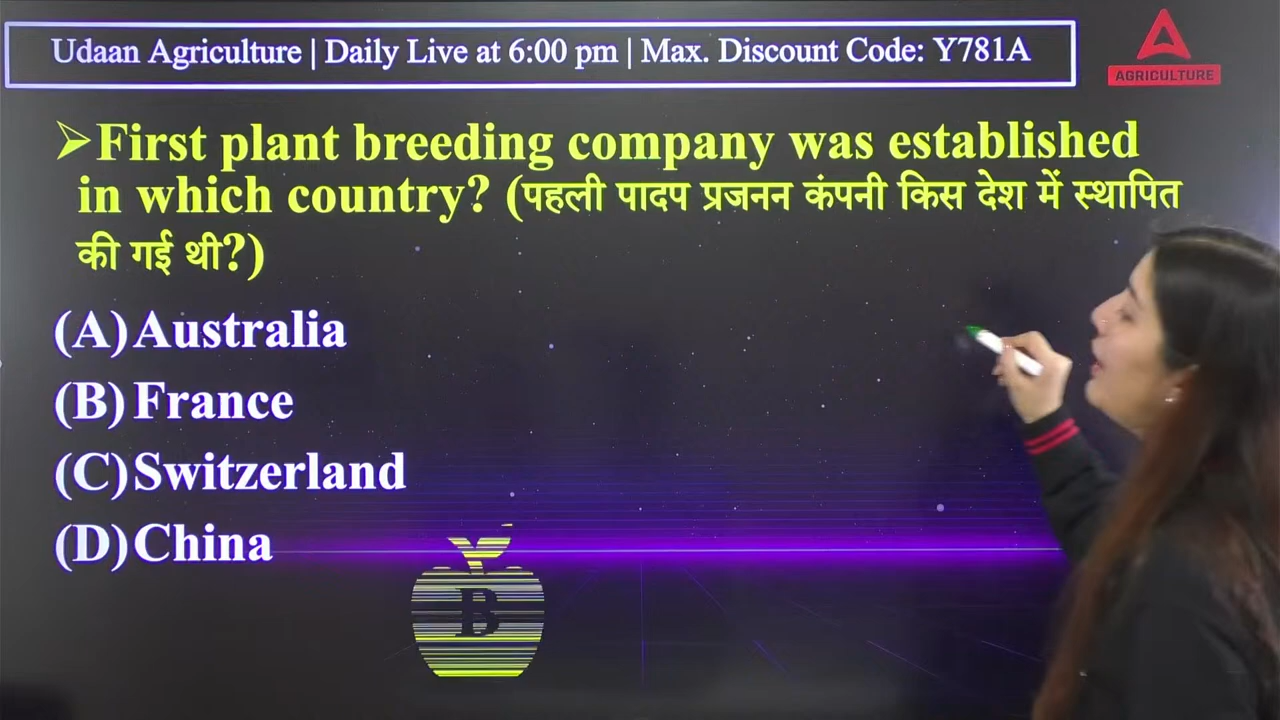 Udaan Agriculture | Daily Live at 6:00 pm | Max. Discount Code: Y781A
AGRICULTURE
➢First plant breeding company was established
in which country? (पहली पादप प्रजनन कंपनी किस देश में स्थापित
की गई थी?)
(A) Australia
(B) France
(C) Switzerland
(D) China
B